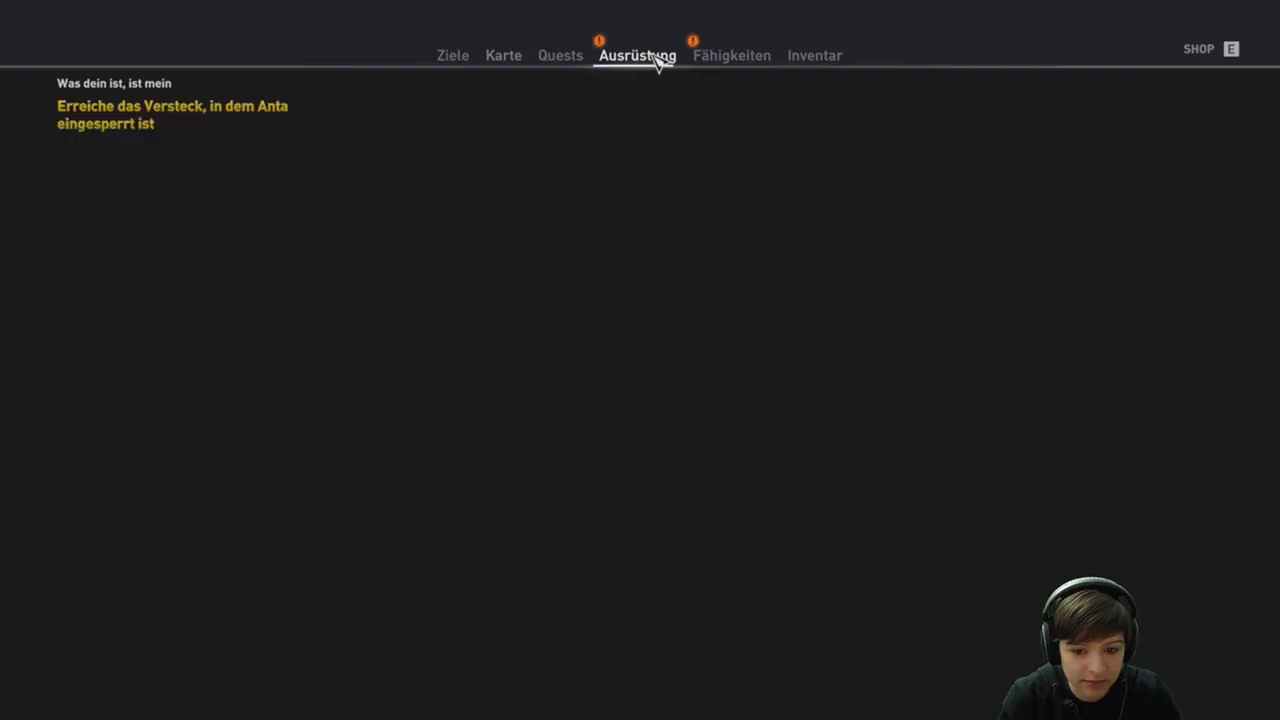 Ziele Karte Quests Ausrüstung Fähigkeiten Inventar SHOP E
Was dein ist, ist mein
Erreiche das Versteck, in dem Anta
eingesperrt ist